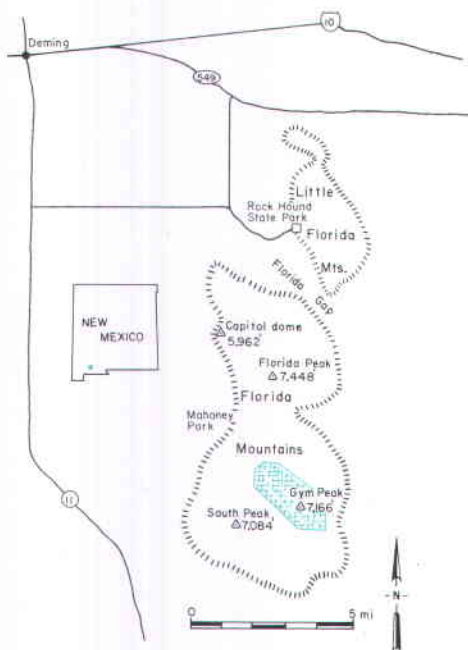 10
Deming
549
Little
Rock Hound
State Park
Florida
Mts.
Florida Gap
NEW
MEXICO
Capitol dome
5,962'
Florida Peak
7,448'
Florida
Mahoney
Park
Mountains
Gym Peak
7,166'
South Peak
7,084'
11
N
0
5 mi